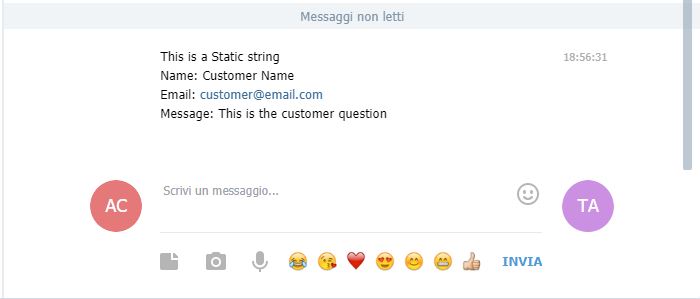 Messaggi non letti
This is a Static string 18:56:31
Name: Customer Name
Email: customer@email.com
Message: This is the customer question
AC Scrivi un messaggio... TA
INVIA